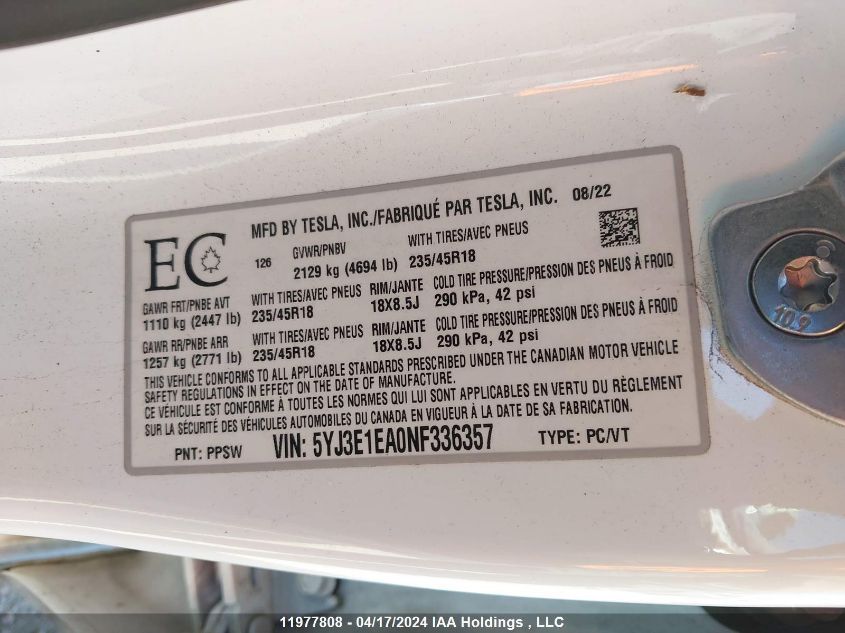 MFD BY TESLA, INC./FABRIQUÉ PAR TESLA, INC. 08/22
EC
126
GVWR/PNBV
2129 kg (4694 lb)
WITH TIRES/AVEC PNEUS
235/45R18
GAWR FRT/PNBE AVT
1110 kg (2447 lb)
WITH TIRES/AVEC PNEUS
235/45R18
RIM/JANTE
18X8.5J
COLD TIRE PRESSURE/PRESSION DES PNEUS À FROID
290 kPa, 42 psi
GAWR RR/PNBE ARR
1257 kg (2771 lb)
WITH TIRES/AVEC PNEUS
235/45R18
RIM/JANTE
18X8.5J
COLD TIRE PRESSURE/PRESSION DES PNEUS À FROID
290 kPa, 42 psi
THIS VEHICLE CONFORMS TO ALL APPLICABLE STANDARDS PRESCRIBED UNDER THE CANADIAN MOTOR VEHICLE
SAFETY REGULATIONS IN EFFECT ON THE DATE OF MANUFACTURE.
CE VÉHICULE EST CONFORME À TOUTES LES NORMES QUI LUI SONT APPLICABLES EN VERTU DU RÈGLEMENT
SUR LA SÉCURITÉ DES VÉHICULES AUTOMOBILES DU CANADA EN VIGUEUR À LA DATE DE SA FABRICATION.
PNT: PPSW VIN: 5YJ3E1EA0NF336357 TYPE: PC/VT
10.9
11977808 - 04/17/2024 IAA Holdings , LLC